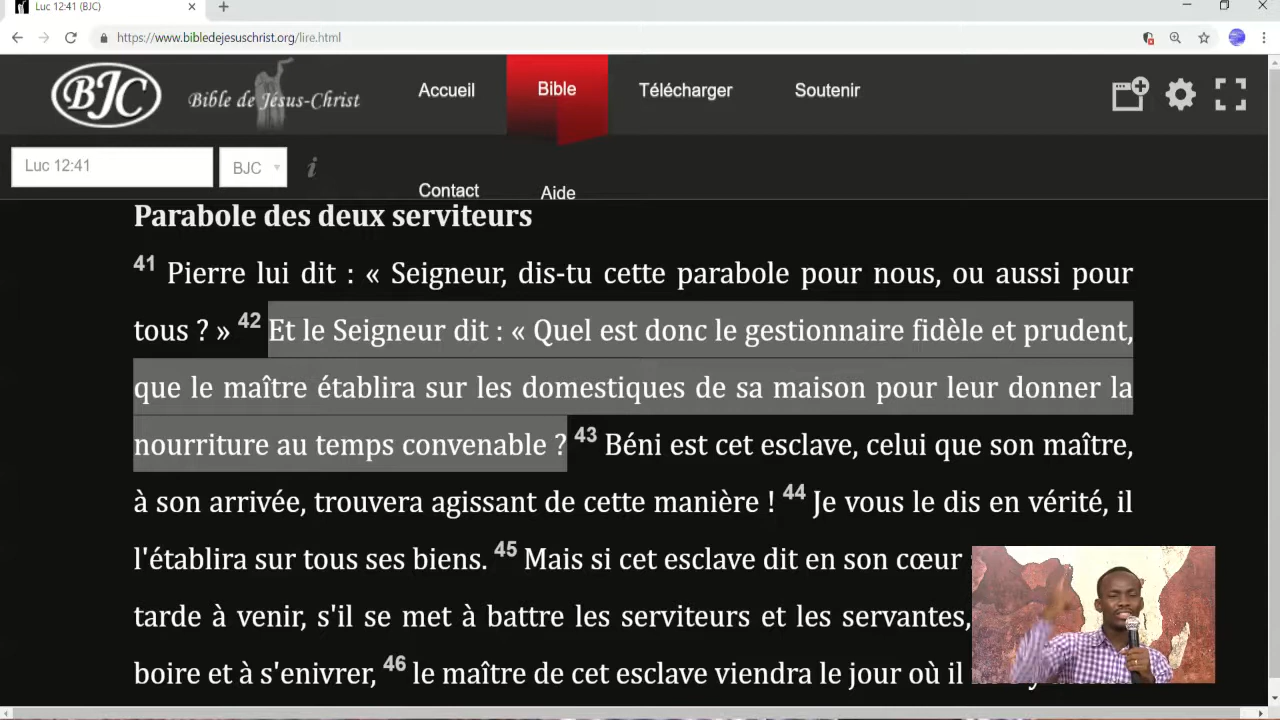 Luc 12:41 (BJC)
https://www.bibledejesuschrist.org/lire.html
BJC
Bible de Jésus-Christ
Accueil
Bible
Télécharger
Soutenir
Luc 12:41
BJC
i
Contact
Aide
Parabole des deux serviteurs
41 Pierre lui dit : « Seigneur, dis-tu cette parabole pour nous, ou aussi pour
tous ? » 42 Et le Seigneur dit : « Quel est donc le gestionnaire fidèle et prudent,
que le maître établira sur les domestiques de sa maison pour leur donner la
nourriture au temps convenable ? 43 Béni est cet esclave, celui que son maître,
à son arrivée, trouvera agissant de cette manière ! 44 Je vous le dis en vérité, il
l'établira sur tous ses biens. 45 Mais si cet esclave dit en son cœur
tarde à venir, s'il se met à battre les serviteurs et les servantes,
boire et à s'enivrer, 46 le maître de cet esclave viendra le jour où il